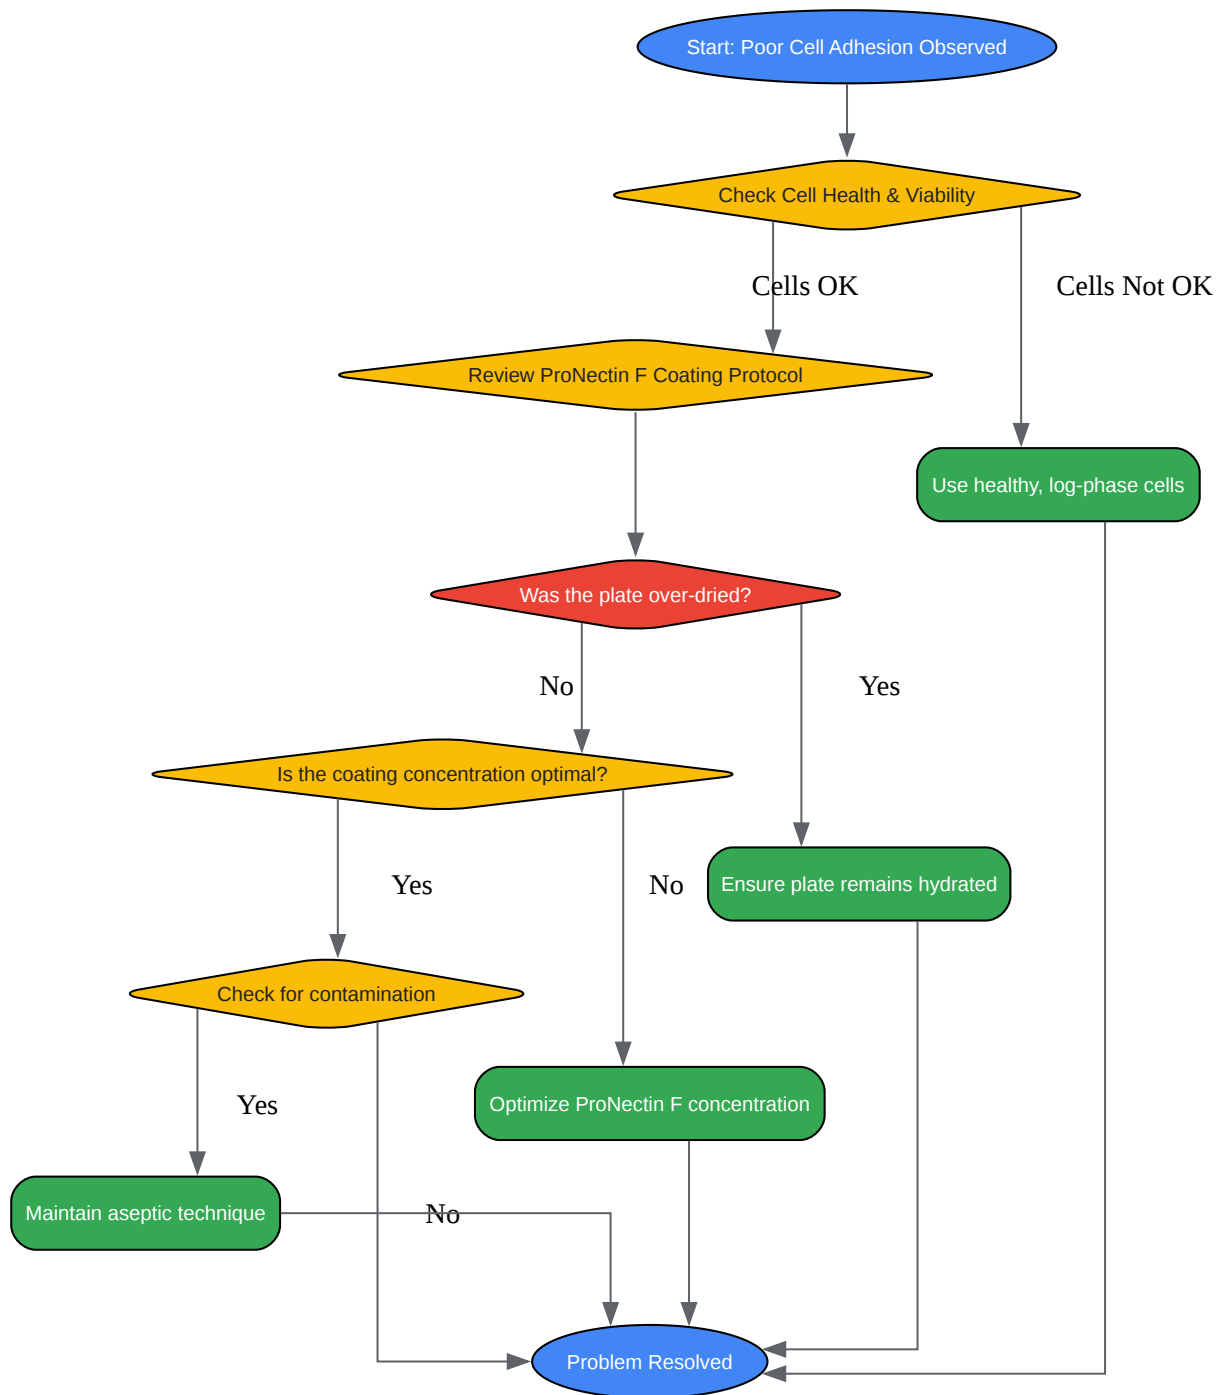 Start: Poor Cell Adhesion Observed
Check Cell Health & Viability
Cells OK
Cells Not OK
Review ProNectin F Coating Protocol
Use healthy, log-phase cells
Was the plate over-dried?
No
Yes
Is the coating concentration optimal?
Yes
No
Ensure plate remains hydrated
Check for contamination
Yes
Optimize ProNectin F concentration
Maintain aseptic technique
No
Problem Resolved